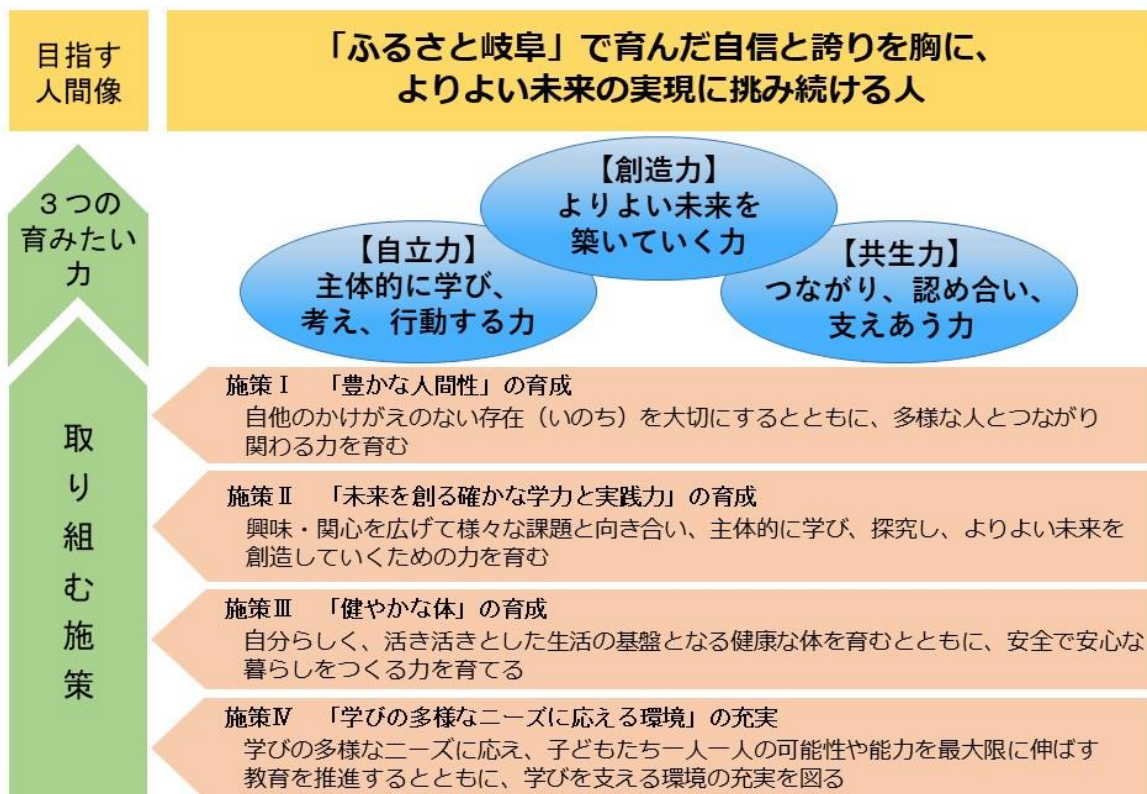 目指す
人間像
「ふるさと岐阜」で育んだ自信と誇りを胸に、
よりよい未来の実現に挑み続ける人
3つの
育みたい
力
【創造力】
よりよい未来を
築いていく力
【自立力】
主体的に学び、
考え、行動する力
【共生力】
つながり、認め合い、
支えあう力
取り組む施策
施策Ⅰ 「豊かな人間性」の育成
自他のかけがえのない存在（いのち）を大切にするとともに、多様な人とつながり
関わる力を育む
施策Ⅱ 「未来を創る確かな学力と実践力」の育成
興味・関心を広げて様々な課題と向き合い、主体的に学び、探究し、よりよい未来を
創造していくための力を育む
施策Ⅲ 「健やかな体」の育成
自分らしく、活き活きとした生活の基盤となる健康な体を育むとともに、安全で安心な
暮らしをつくる力を育てる
施策Ⅳ 「学びの多様なニーズに応える環境」の充実
学びの多様なニーズに応え、子どもたち一人一人の可能性や能力を最大限に伸ばす
教育を推進するとともに、学びを支える環境の充実を図る